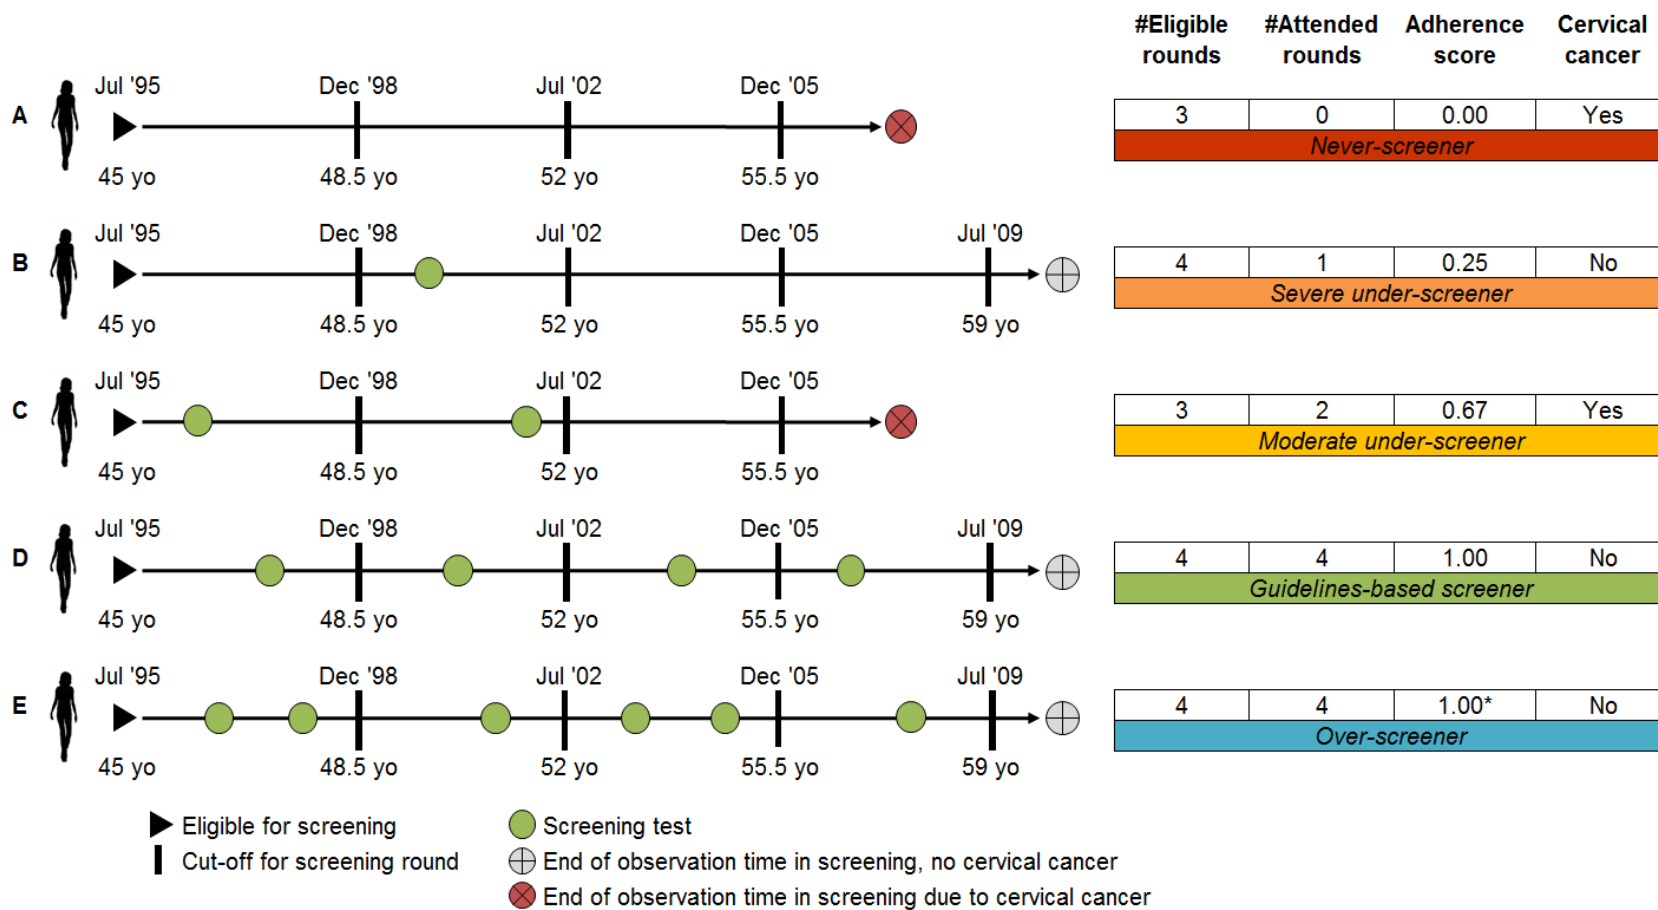 #Eligible rounds #Attended rounds Adherence score Cervical cancer
A Jul '95 Dec '98 Jul '02 Dec '05
45 yo 48.5 yo 52 yo 55.5 yo
3 0 0.00 Yes
Never-screener
B Jul '95 Dec '98 Jul '02 Dec '05 Jul '09
45 yo 48.5 yo 52 yo 55.5 yo 59 yo
4 1 0.25 No
Severe under-screener
C Jul '95 Dec '98 Jul '02 Dec '05
45 yo 48.5 yo 52 yo 55.5 yo
3 2 0.67 Yes
Moderate under-screener
D Jul '95 Dec '98 Jul '02 Dec '05 Jul '09
45 yo 48.5 yo 52 yo 55.5 yo 59 yo
4 4 1.00 No
Guidelines-based screener
E Jul '95 Dec '98 Jul '02 Dec '05 Jul '09
45 yo 48.5 yo 52 yo 55.5 yo 59 yo
4 4 1.00* No
Over-screener
Eligible for screening
Cut-off for screening round
Screening test
End of observation time in screening, no cervical cancer
End of observation time in screening due to cervical cancer